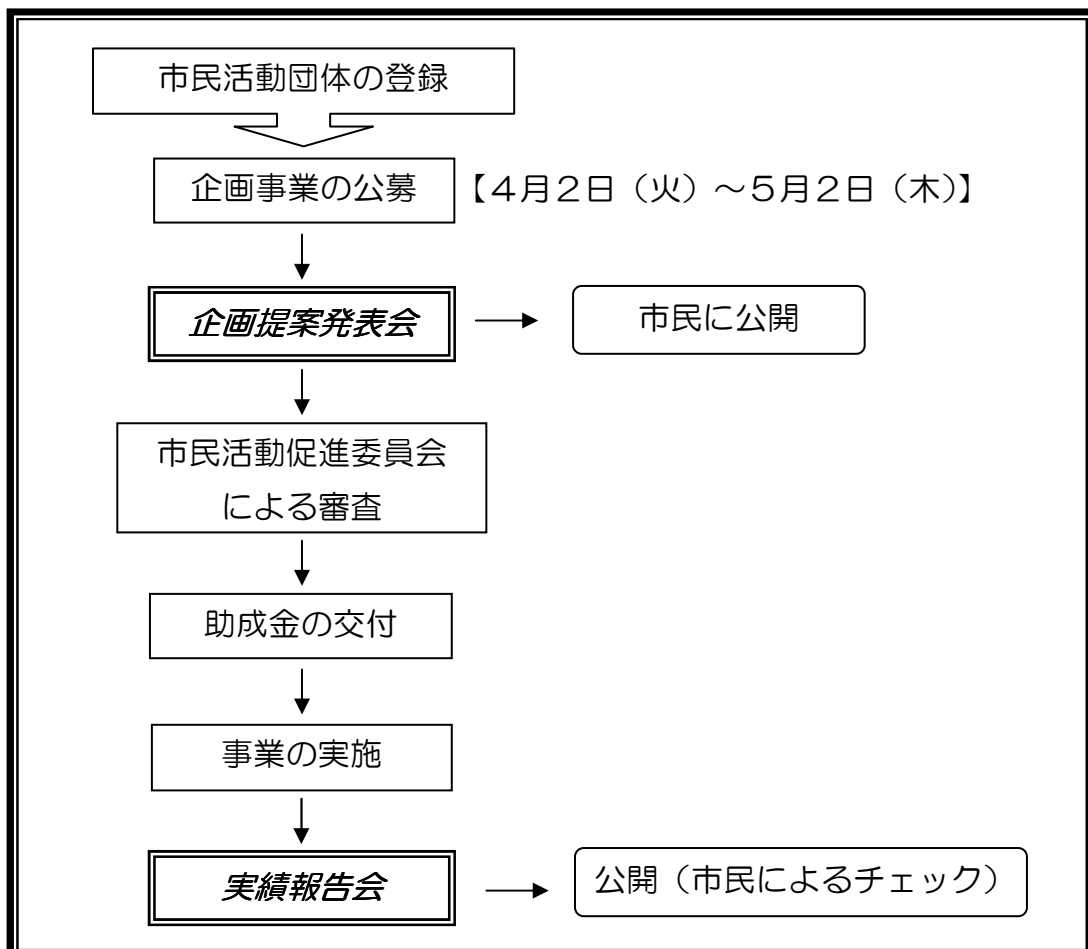 市民活動団体の登録
企画事業の公募 【4月2日（火）～5月2日（木）】
企画提案発表会 市民に公開
市民活動促進委員会
による審査
助成金の交付
事業の実施
実績報告会 公開（市民によるチェック）